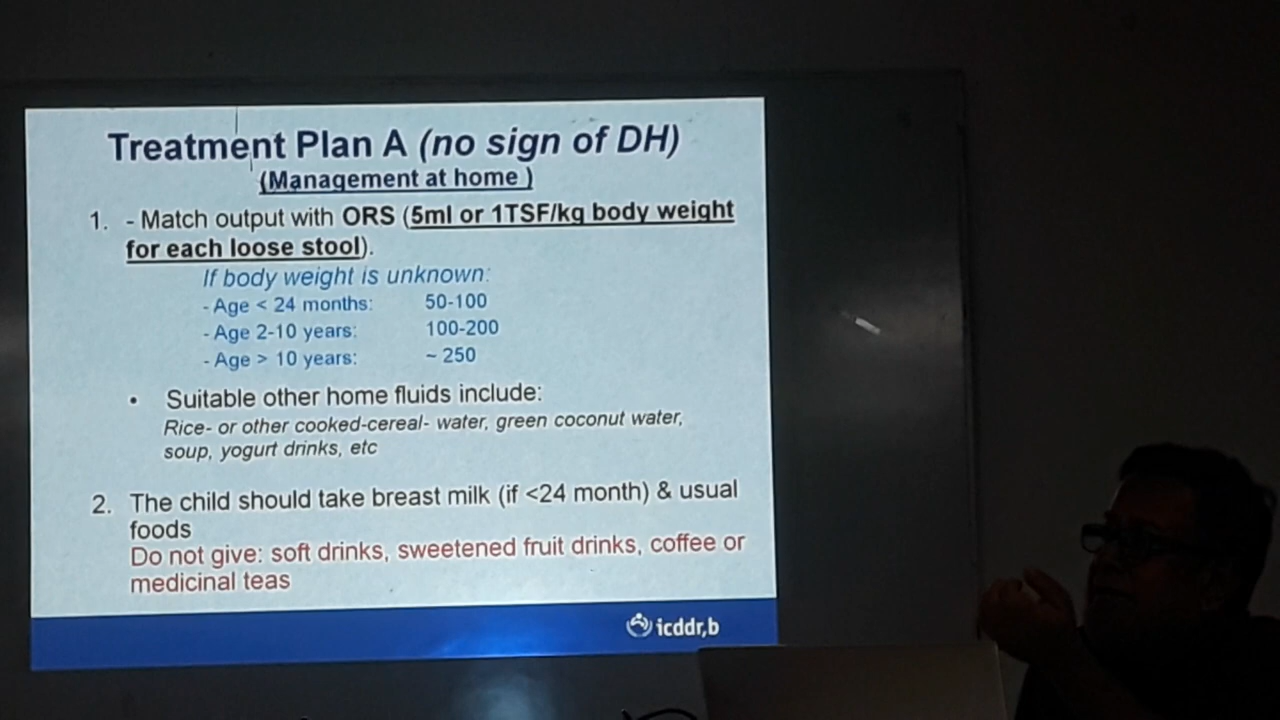 Treatment Plan A (no sign of DH)
(Management at home )
1. - Match output with ORS (5ml or 1TSF/kg body weight
for each loose stool).
If body weight is unknown:
- Age < 24 months: 50-100
- Age 2-10 years: 100-200
- Age > 10 years: ~ 250
• Suitable other home fluids include:
Rice- or other cooked-cereal- water, green coconut water,
soup, yogurt drinks, etc
2. The child should take breast milk (if <24 month) & usual
foods
Do not give: soft drinks, sweetened fruit drinks, coffee or
medicinal teas
icddr,b